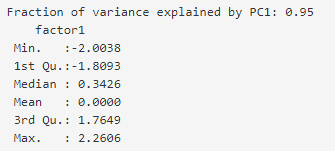 Fraction of variance explained by PC1: 0.95
    factor1
 Min.   :-2.0038
 1st Qu.:-1.8093
 Median : 0.3426
 Mean   : 0.0000
 3rd Qu.: 1.7649
 Max.   : 2.2606